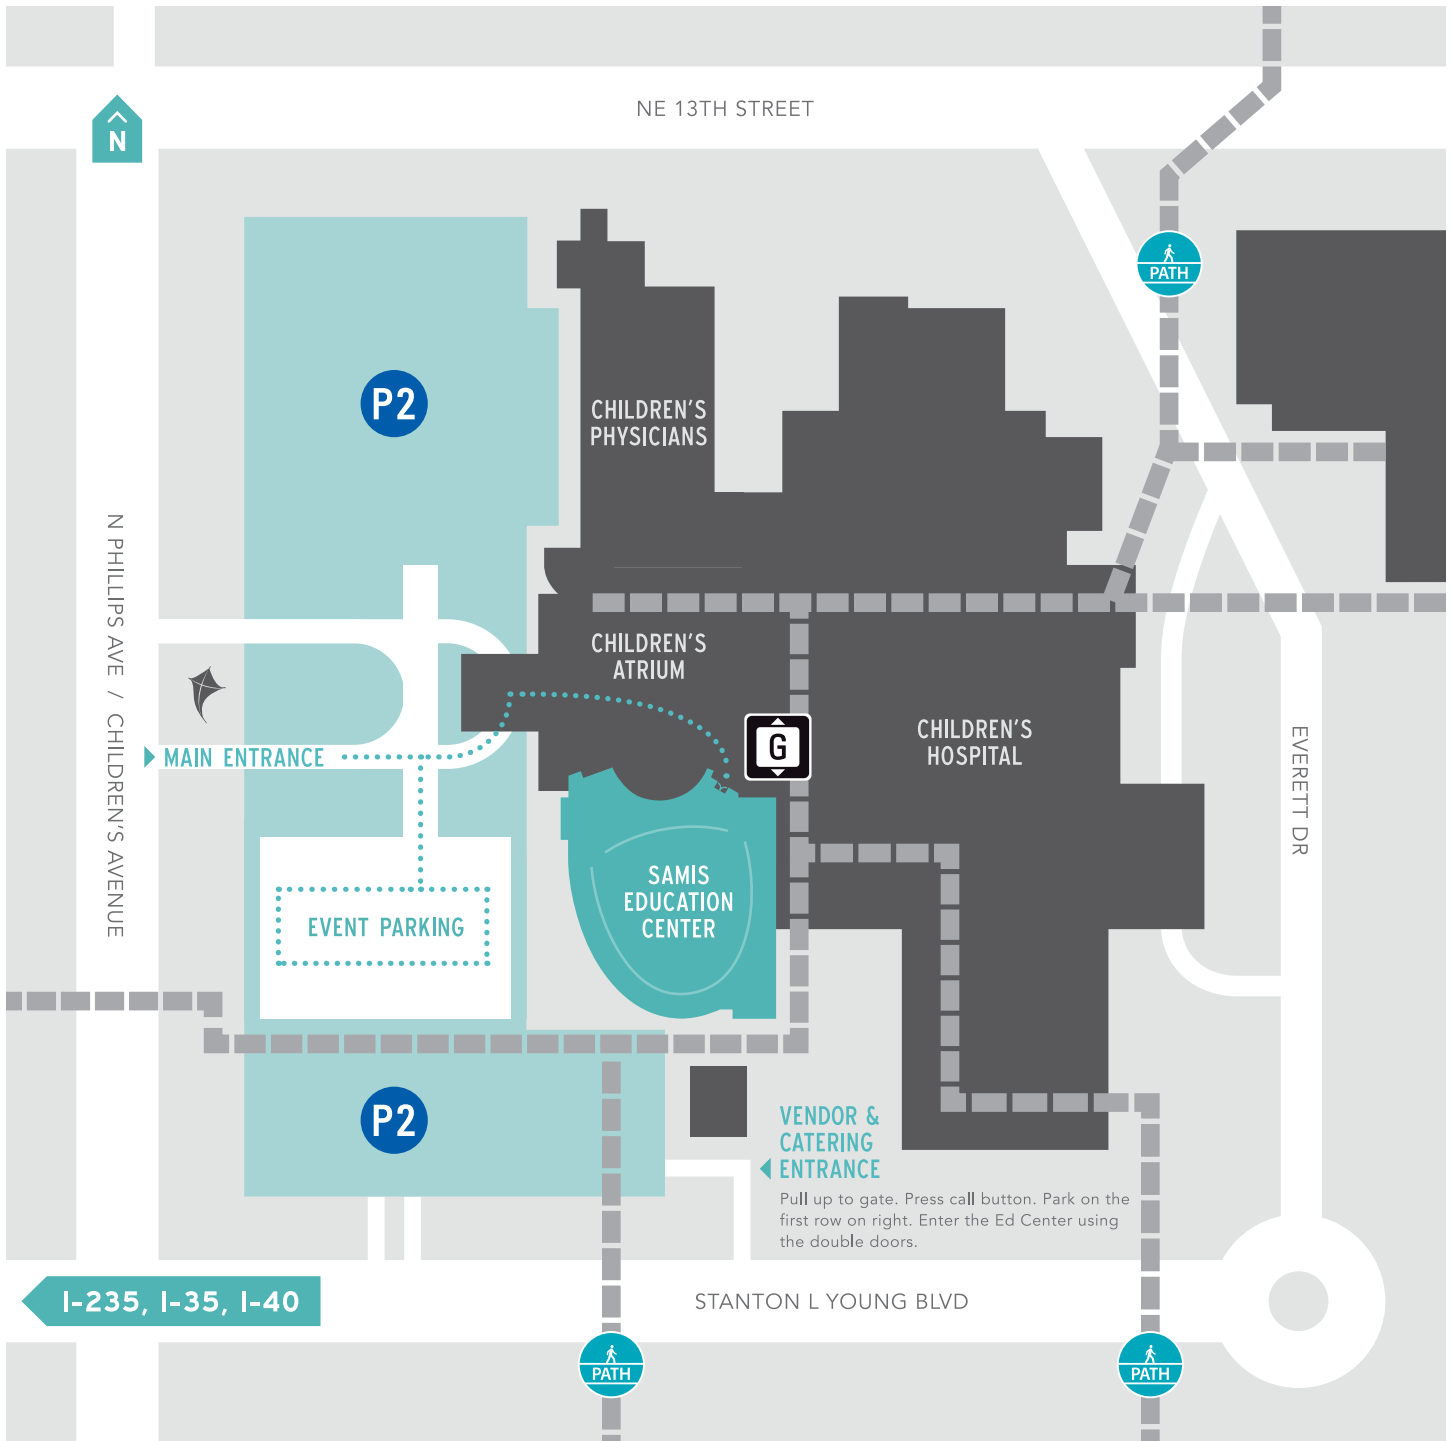 NE 13TH STREET
N
PATH
P2
CHILDREN'S
PHYSICIANS
N PHILLIPS AVE / CHILDREN'S AVENUE
CHILDREN'S
ATRIUM
MAIN ENTRANCE
G
CHILDREN'S
HOSPITAL
EVERETT DR
SAMIS
EDUCATION
CENTER
EVENT PARKING
P2
VENDOR &
CATERING
ENTRANCE
Pull up to gate. Press call button. Park on the
first row on right. Enter the Ed Center using
the double doors.
I-235, I-35, I-40
STANTON L YOUNG BLVD
PATH
PATH